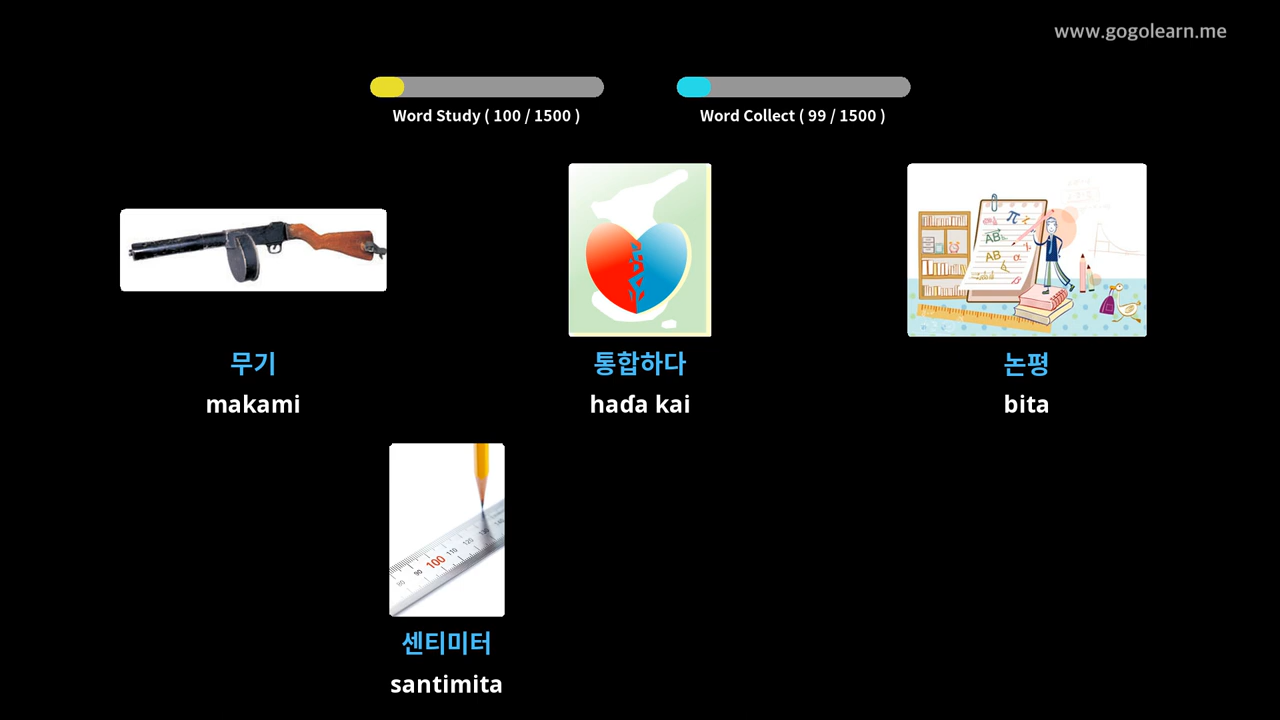 www.gogolearn.me
Word Study ( 100 / 1500 )
Word Collect ( 99 / 1500 )
무기
makami
통합하다
haɗa kai
논평
bita
센티미터
santimita